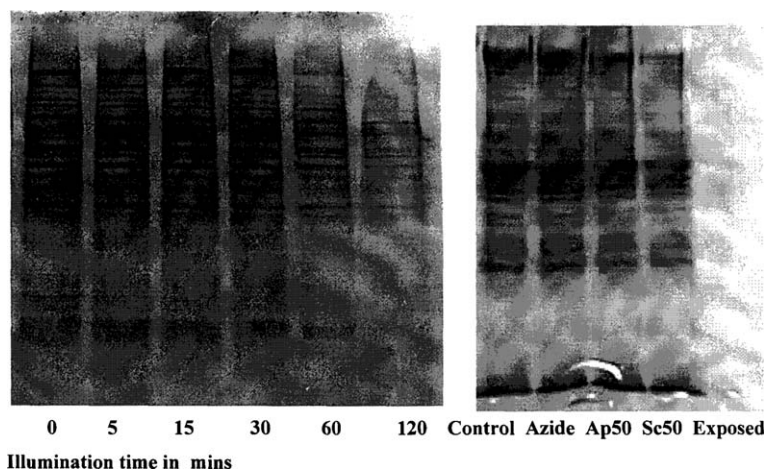 0 5 15 30 60 120 Control Azide Ap50 Sc50 Exposed
Illumination time in mins